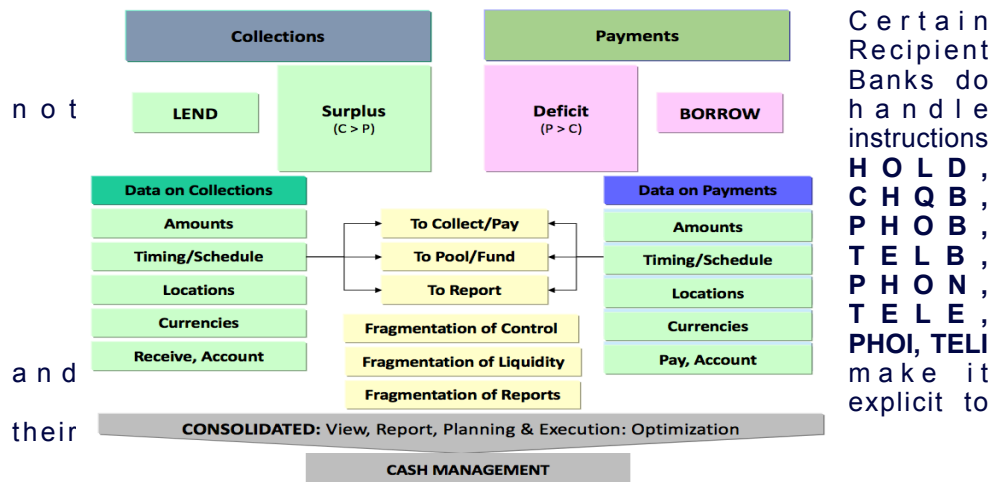 Certain
Recipient
Banks do
not handle
instructions
HOLD,
CHQB,
PHOB,
TELB,
PHON,
TELE,
PHOI, TELI
and make it
explicit to
their
Collections
Payments
LEND
Surplus
(C > P)
Deficit
(P > C)
BORROW
Data on Collections
Amounts
Timing/Schedule
Locations
Currencies
Receive, Account
To Collect/Pay
To Pool/Fund
To Report
Fragmentation of Control
Fragmentation of Liquidity
Fragmentation of Reports
Data on Payments
Amounts
Timing/Schedule
Locations
Currencies
Pay, Account
CONSOLIDATED: View, Report, Planning & Execution: Optimization
CASH MANAGEMENT